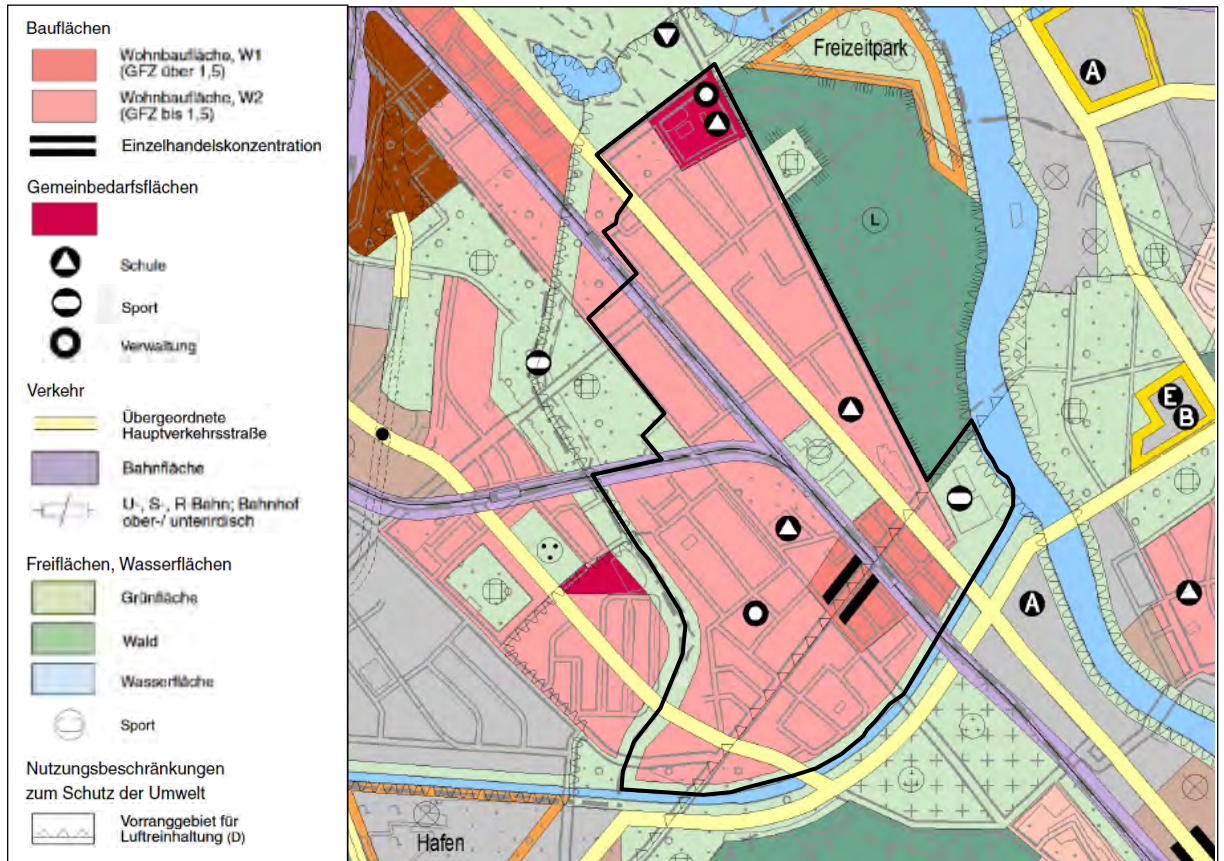 Bauflächen
Wohnbaufläche, W1
(GFZ über 1,5)
Wohnbaufläche, W2
(GFZ bis 1,5)
Einzelhandelskonzentration
Gemeinbedarfsflächen
Schule
Sport
Verwaltung
Verkehr
Übergeordnete
Hauptverkehrsstraße
Bahnfläche
U-, S-, R-Bahn; Bahnhof
ober-/ unterirdisch
Freiflächen, Wasserflächen
Grünfläche
Wald
Wasserfläche
Sport
Nutzungsbeschränkungen
zum Schutz der Umwelt
Vorranggebiet für
Luftreinhaltung (D)
Freizeitpark
A
L
E
B
A
Hafen